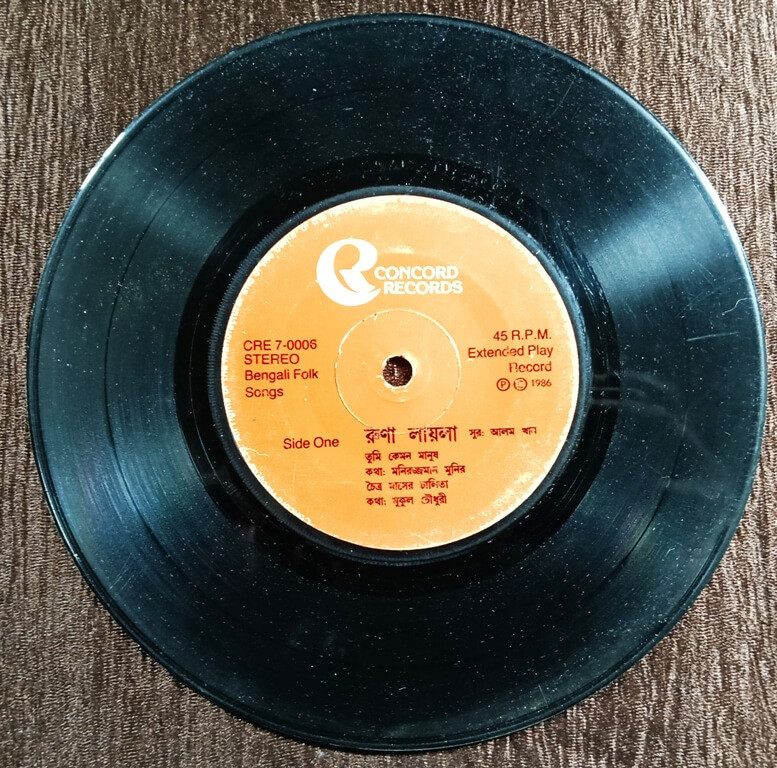 CONCORD
RECORDS
CRE 7-0006
STEREO
Bengali Folk
Songs
45 R.P.M.
Extended Play
Record
Ⓟ Ⓒ 1986
Side One
রুণা লায়লা সুর: আলম খান
তুমি কেমন মানুষ
কথা: মনিরুজ্জমান মুনির
চৈত্র মাসের
কথা: মুকুল চৌধুরী